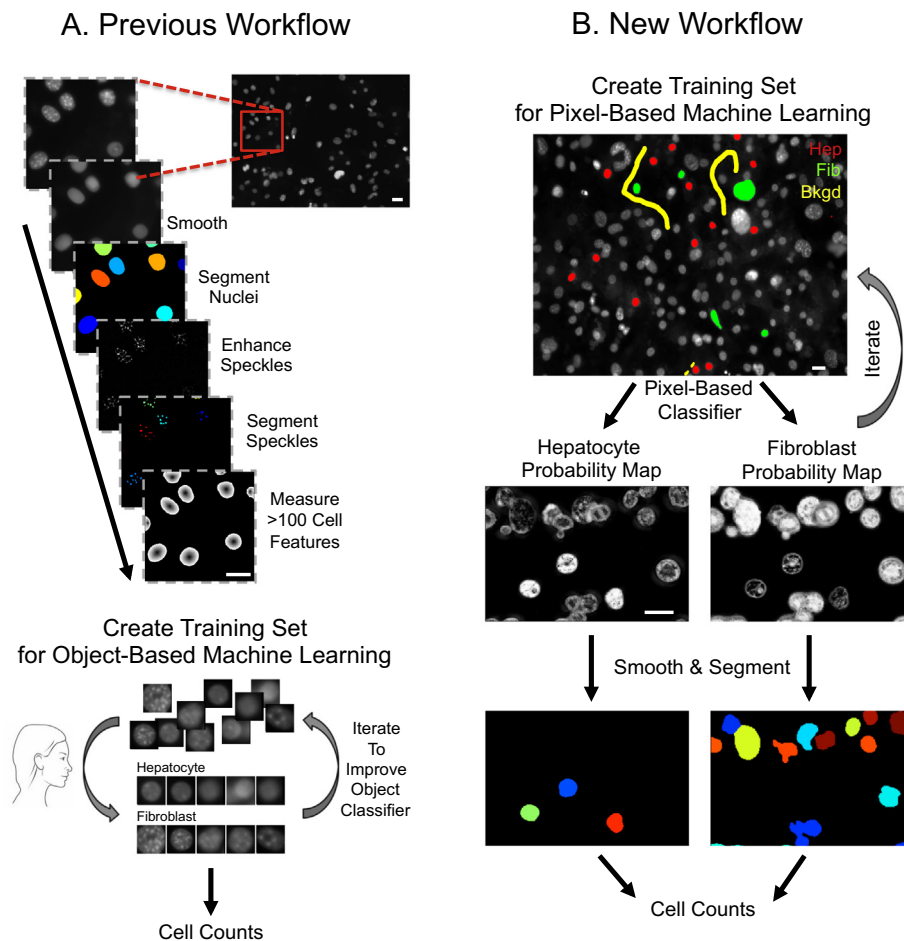 A. Previous Workflow
Smooth
Segment
Nuclei
Enhance
Speckles
Segment
Speckles
Measure
>100 Cell
Features
Create Training Set
for Object-Based Machine Learning
Hepatocyte
Fibroblast
Iterate
To
Improve
Object
Classifier
Cell Counts
B. New Workflow
Create Training Set
for Pixel-Based Machine Learning
Hep
Fib
Bkgd
Iterate
Pixel-Based
Classifier
Hepatocyte
Probability Map
Fibroblast
Probability Map
Smooth & Segment
Cell Counts